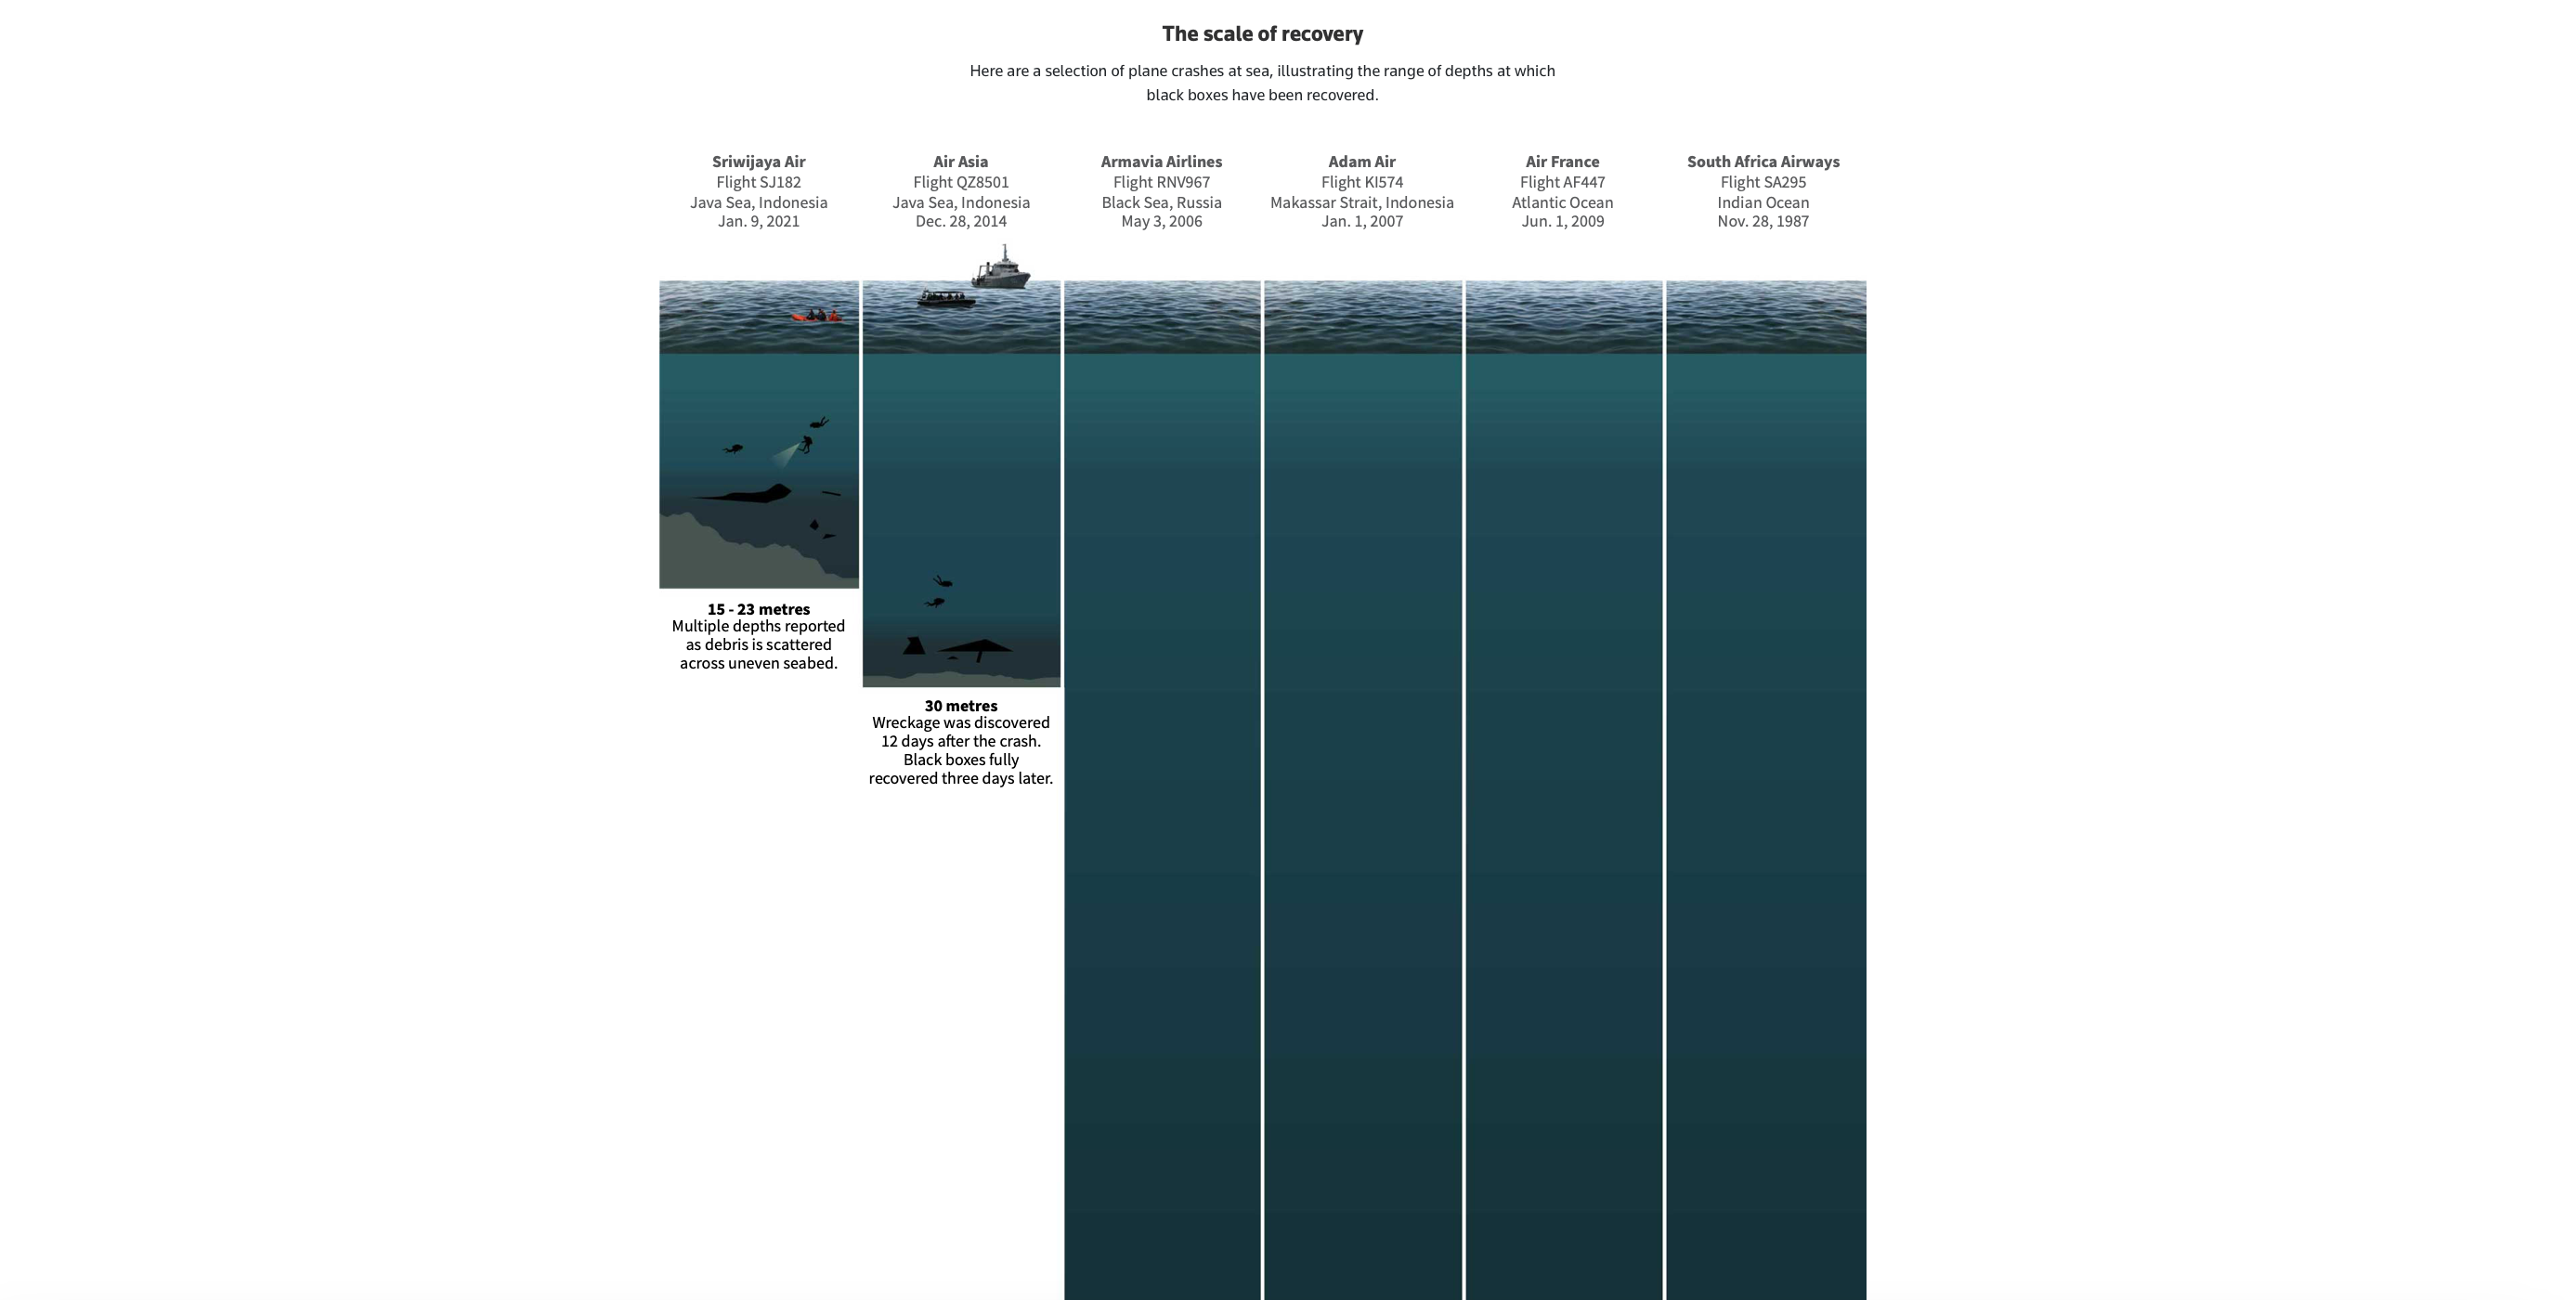 The scale of recovery
Here are a selection of plane crashes at sea, illustrating the range of depths at which
black boxes have been recovered.
Sriwijaya Air
Flight SJ182
Java Sea, Indonesia
Jan. 9, 2021
Air Asia
Flight QZ8501
Java Sea, Indonesia
Dec. 28, 2014
Armavia Airlines
Flight RNV967
Black Sea, Russia
May 3, 2006
Adam Air
Flight KI574
Makassar Strait, Indonesia
Jan. 1, 2007
Air France
Flight AF447
Atlantic Ocean
Jun. 1, 2009
South Africa Airways
Flight SA295
Indian Ocean
Nov. 28, 1987
15 - 23 metres
Multiple depths reported
as debris is scattered
across uneven seabed.
30 metres
Wreckage was discovered
12 days after the crash.
Black boxes fully
recovered three days later.